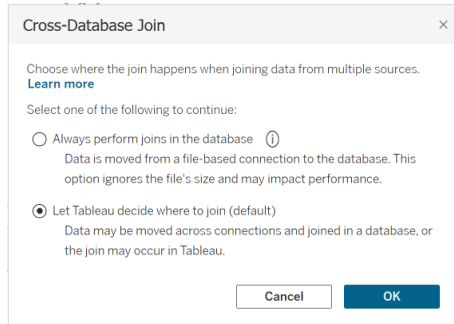 Cross-Database Join
Choose where the join happens when joining data from multiple sources.
Learn more
Select one of the following to continue:
Always perform joins in the database
Data is moved from a file-based connection to the database. This
option ignores the file's size and may impact performance.
Let Tableau decide where to join (default)
Data may be moved across connections and joined in a database, or
the join may occur in Tableau.
Cancel
OK